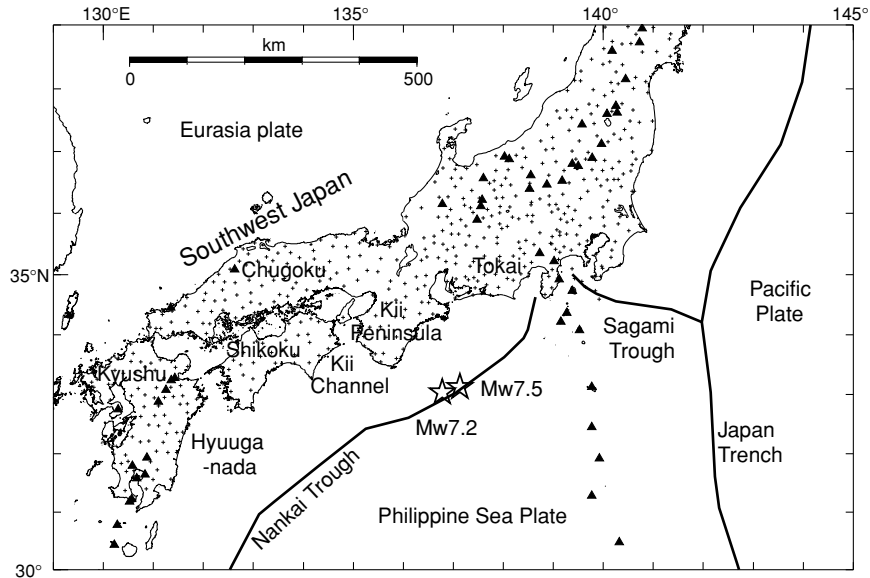 130°E
135°
140°
145°
km
0
500
Eurasia plate
Southwest Japan
35°N
Chugoku
Tokai
Pacific
Plate
Kii
Peninsula
Sagami
Trough
Shikoku
Kii
Channel
Kyushu
Mw7.5
Mw7.2
Hyuuga
-nada
Japan
Trench
Nankai Trough
Philippine Sea Plate
30°